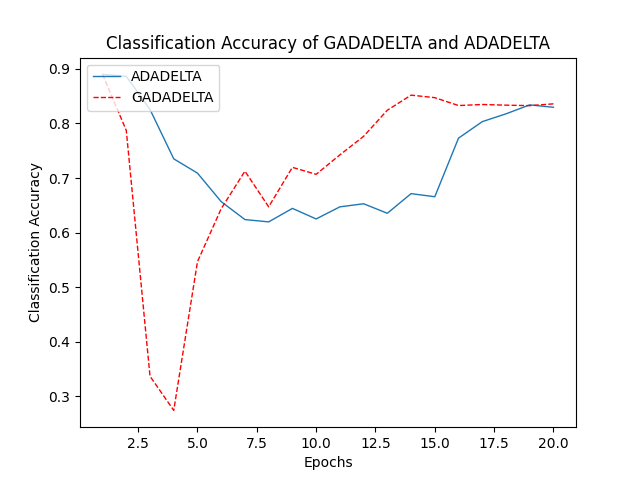 Classification Accuracy of GADADELTA and ADADELTA
ADADELTA
GADADELTA
Classification Accuracy
0.9
0.8
0.7
0.6
0.5
0.4
0.3
2.5 5.0 7.5 10.0 12.5 15.0 17.5 20.0
Epochs